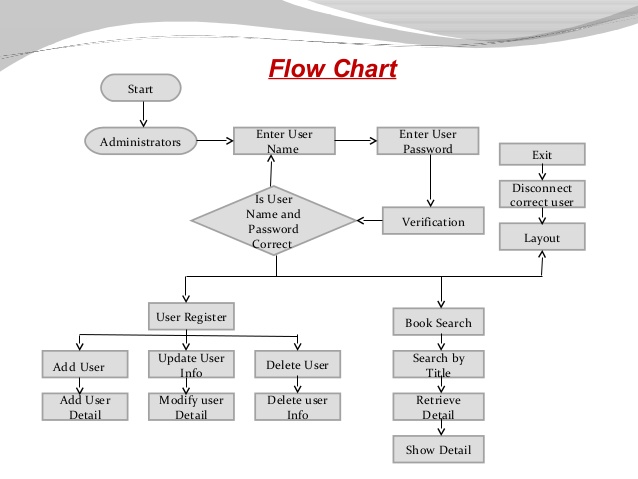 Flow Chart
Start
Administrators
Enter User
Name
Enter User
Password
Exit
Disconnect
correct user
Layout
Is User
Name and
Password
Correct
Verification
User Register
Book Search
Add User
Update User
Info
Delete User
Search by
Title
Add User
Detail
Modify user
Detail
Delete user
Info
Retrieve
Detail
Show Detail